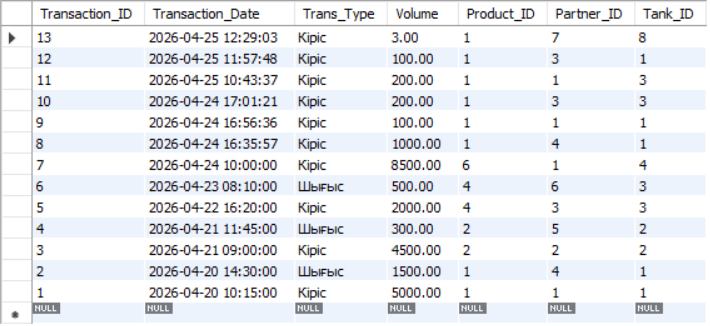 Transaction_ID Transaction_Date Trans_Type Volume Product_ID Partner_ID Tank_ID
13 2026-04-25 12:29:03 Кіріс 3.00 1 7 8
12 2026-04-25 11:57:48 Кіріс 100.00 1 3 1
11 2026-04-25 10:43:37 Кіріс 200.00 1 1 3
10 2026-04-24 17:01:21 Кіріс 200.00 1 3 3
9 2026-04-24 16:56:36 Кіріс 100.00 1 1 1
8 2026-04-24 16:35:57 Кіріс 1000.00 1 4 1
7 2026-04-24 10:00:00 Кіріс 8500.00 6 1 4
6 2026-04-23 08:10:00 Шығыс 500.00 4 6 3
5 2026-04-22 16:20:00 Кіріс 2000.00 4 3 3
4 2026-04-21 11:45:00 Шығыс 300.00 2 5 2
3 2026-04-21 09:00:00 Кіріс 4500.00 2 2 2
2 2026-04-20 14:30:00 Шығыс 1500.00 1 4 1
1 2026-04-20 10:15:00 Кіріс 5000.00 1 1 1
NULL NULL NULL NULL NULL NULL NULL